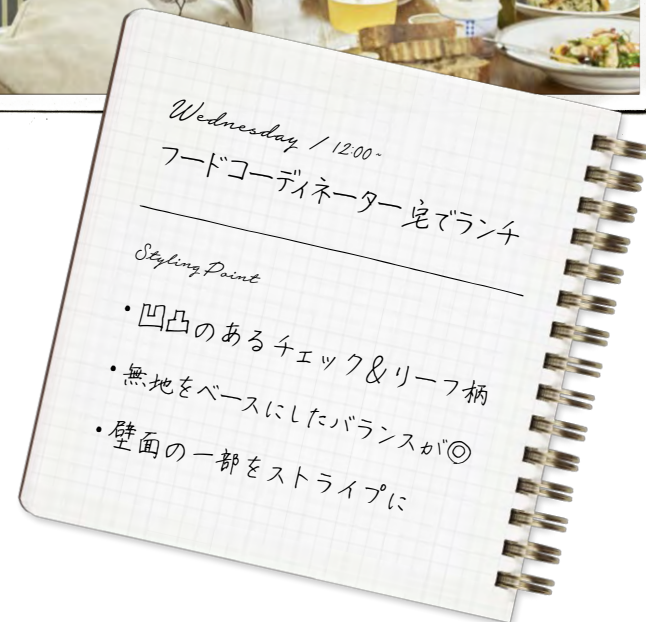 Wednesday / 12:00~
フードコーディネーター宅でランチ
Styling Point
・凹凸のあるチェック&リーフ柄
・無地をベースにしたバランスが◎
・壁面の一部をストライプに